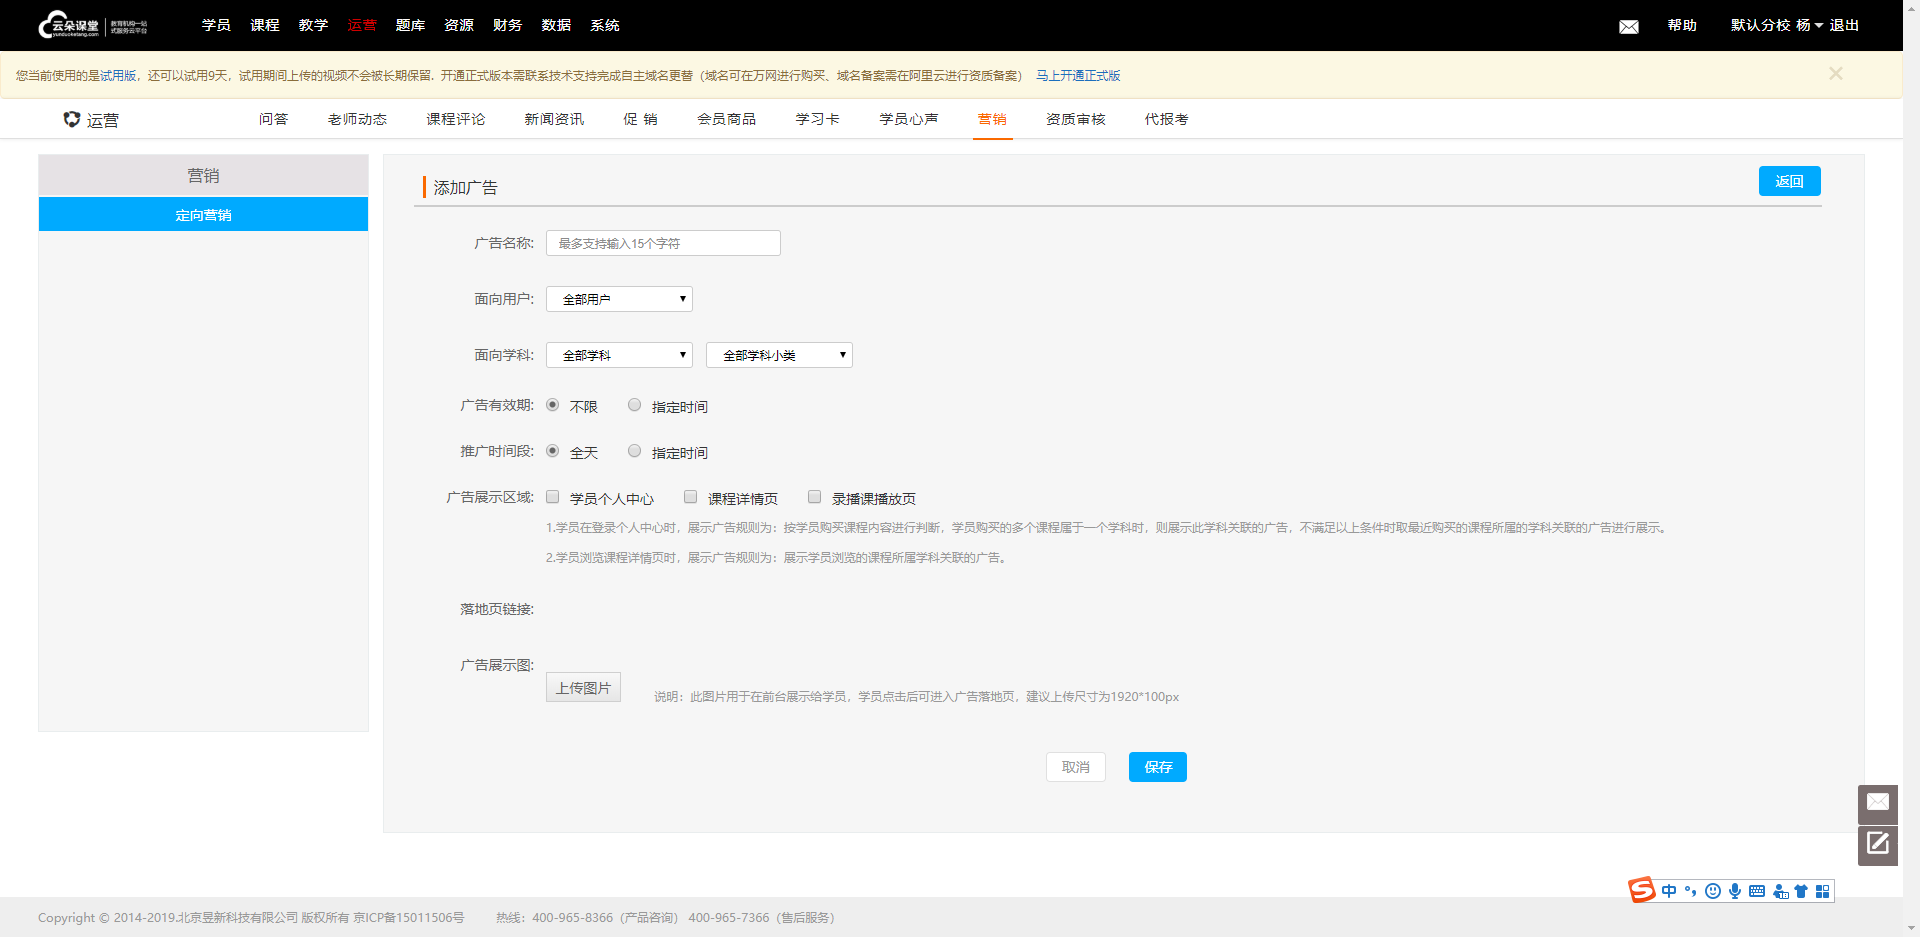 云朵课堂 yunduoketang.com 教育机构一站式服务云平台
学员 课程 教学 运营 题库 资源 财务 数据 系统 帮助 默认分校 杨 退出
您当前使用的是试用版，还可以试用9天，试用期间上传的视频不会被长期保留. 开通正式版本需联系技术支持完成自主域名更替（域名可在万网进行购买、域名备案需在阿里云进行资质备案） 马上开通正式版
运营 问答 老师动态 课程评论 新闻资讯 促 销 会员商品 学习卡 学员心声 营销 资质审核 代报考
营销
定向营销
添加广告 返回
广告名称: 最多支持输入15个字符
面向用户: 全部用户
面向学科: 全部学科 全部学科小类
广告有效期: 不限 指定时间
推广时间段: 全天 指定时间
广告展示区域: 学员个人中心 课程详情页 录播课播放页
1.学员在登录个人中心时，展示广告规则为：按学员购买课程内容进行判断，学员购买的多个课程属于一个学科时，则展示此学科关联的广告，不满足以上条件时取最近购买的课程所属的学科关联的广告进行展示。
2.学员浏览课程详情页时，展示广告规则为：展示学员浏览的课程所属学科关联的广告。
落地页链接:
广告展示图:
上传图片 说明：此图片用于在前台展示给学员，学员点击后可进入广告落地页，建议上传尺寸为1920*100px
取消 保存
中
Copyright © 2014-2019.北京昱新科技有限公司 版权所有 京ICP备15011506号 热线：400-965-8366（产品咨询） 400-965-7366（售后服务）